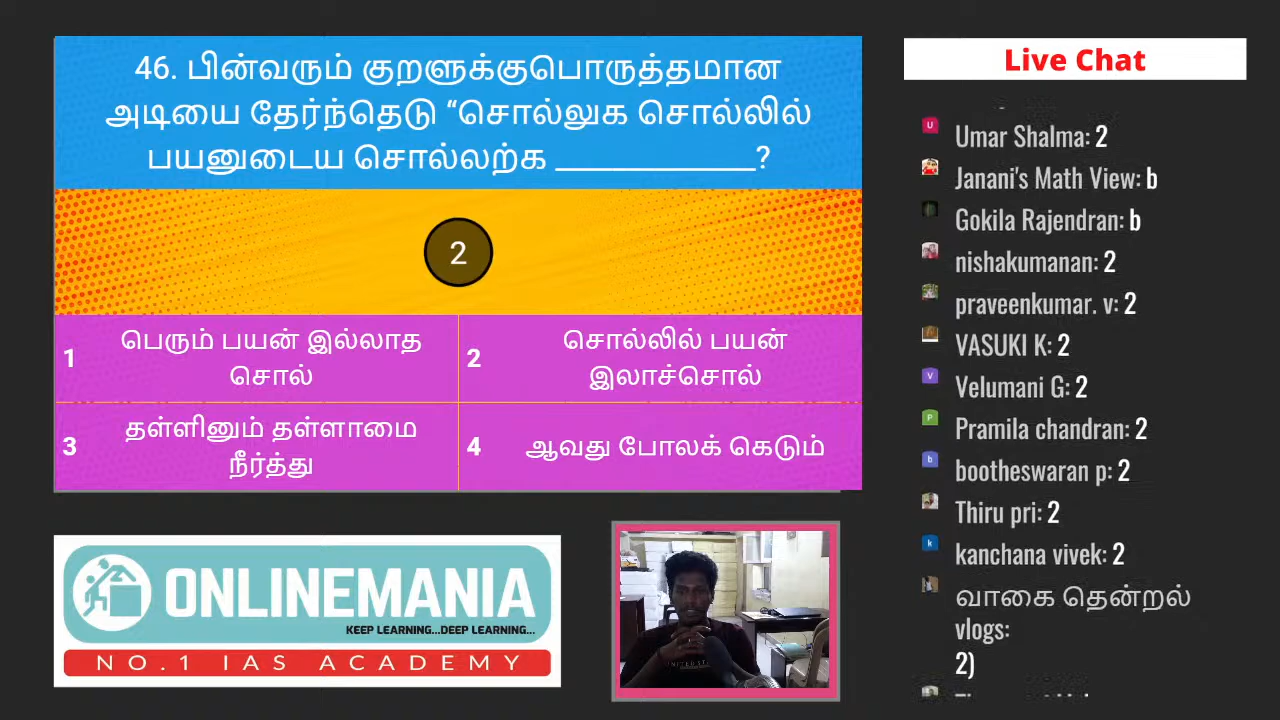 46. பின்வரும் குறளுக்குபொருத்தமான
அடியை தேர்ந்தெடு “சொல்லுக சொல்லில்
பயனுடைய சொல்லற்க ______________?
2
1 பெரும் பயன் இல்லாத
சொல்
2 சொல்லில் பயன்
இலாச்சொல்
3 தள்ளினும் தள்ளாமை
நீர்த்து
4 ஆவது போலக் கெடும்
ONLINEMANIA
KEEP LEARNING...DEEP LEARNING...
NO.1 IAS ACADEMY
Live Chat
U Umar Shalma: 2
Janani's Math View: b
Gokila Rajendran: b
nishakumanan: 2
praveenkumar. v: 2
VASUKI K: 2
V Velumani G: 2
P Pramila chandran: 2
b bootheswaran p: 2
Thiru pri: 2
k kanchana vivek: 2
வாகை தென்றல்
vlogs:
2)